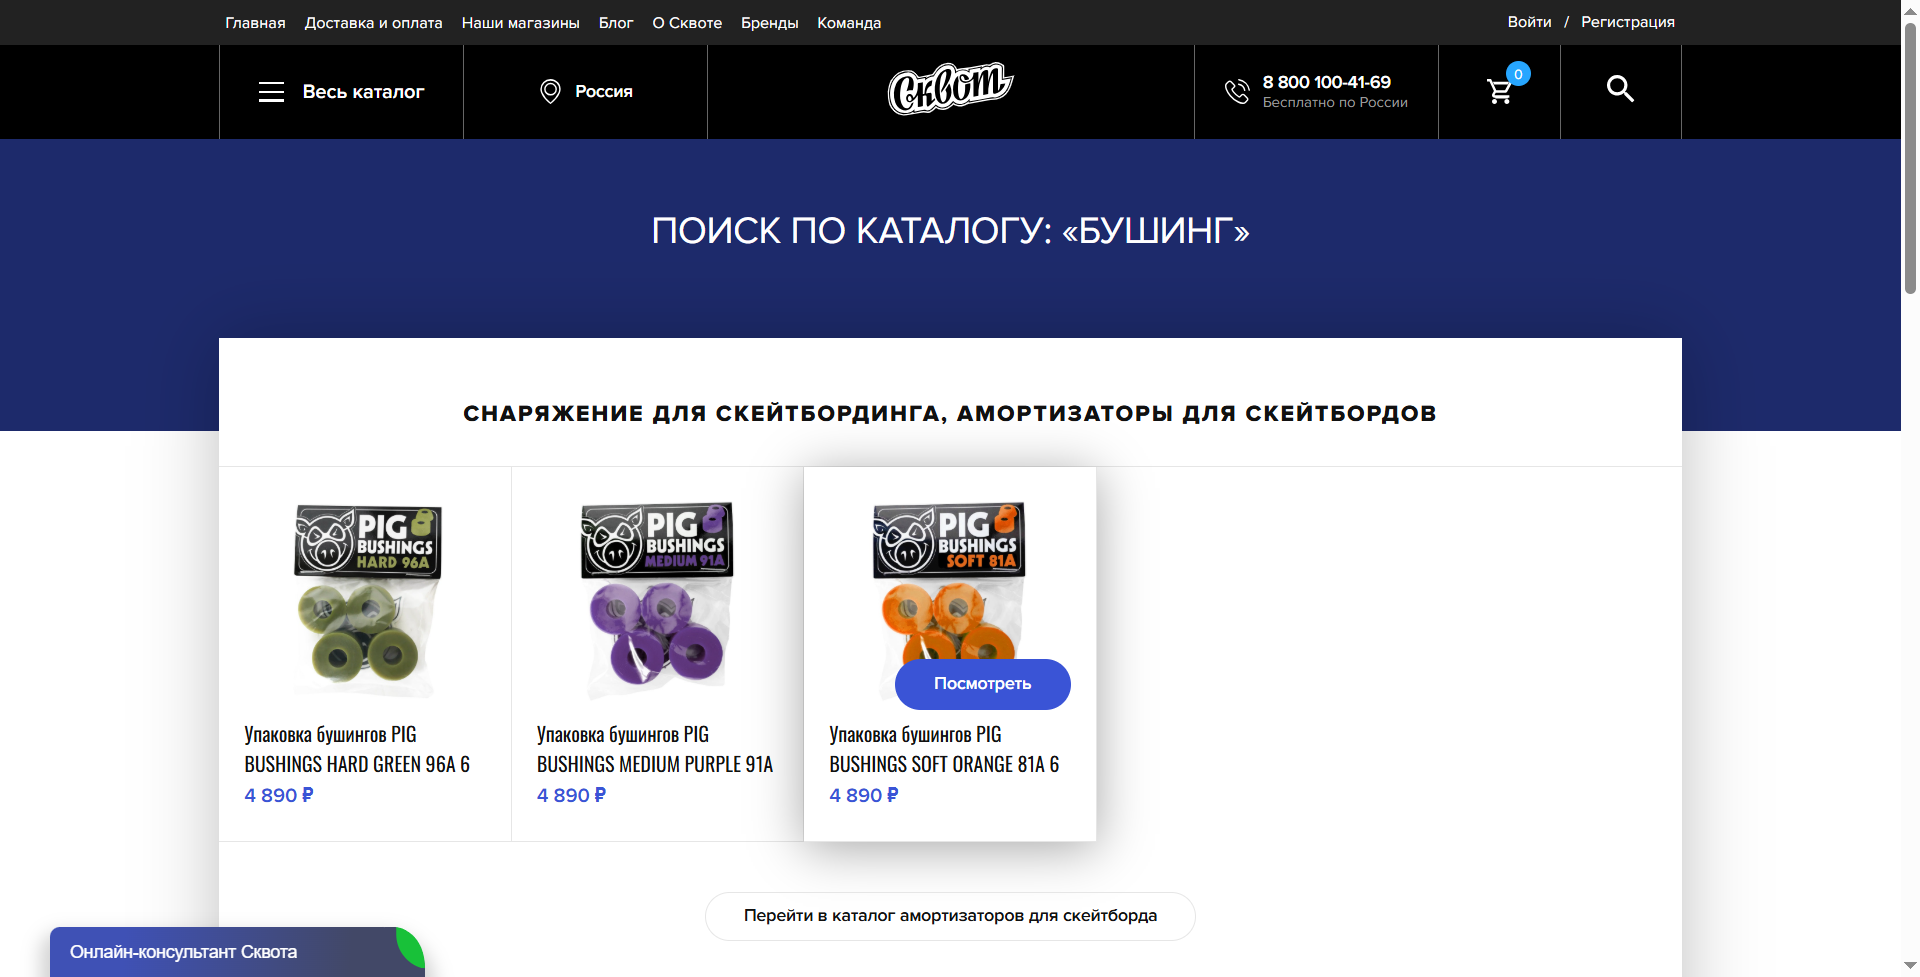 Главная Доставка и оплата Наши магазины Блог О Сквоте Бренды Команда Войти / Регистрация
Весь каталог
Россия
Сквот
8 800 100-41-69
Бесплатно по России
0
ПОИСК ПО КАТАЛОГУ: «БУШИНГ»
СНАРЯЖЕНИЕ ДЛЯ СКЕЙТБОРДИНГА, АМОРТИЗАТОРЫ ДЛЯ СКЕЙТБОРДОВ
PIG
BUSHINGS
HARD 96A
Упаковка бушингов PIG
BUSHINGS HARD GREEN 96A 6
4 890 ₽
PIG
BUSHINGS
MEDIUM 91A
Упаковка бушингов PIG
BUSHINGS MEDIUM PURPLE 91A
4 890 ₽
PIG
BUSHINGS
SOFT 81A
Посмотреть
Упаковка бушингов PIG
BUSHINGS SOFT ORANGE 81A 6
4 890 ₽
Перейти в каталог амортизаторов для скейтборда
Онлайн-консультант Сквота